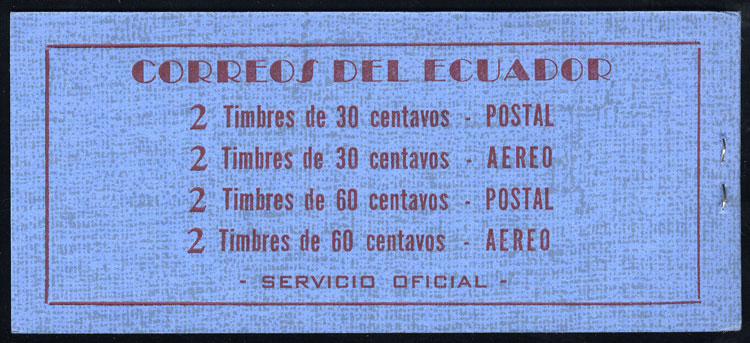 CORREOS DEL ECUADOR
2 Timbres de 30 centavos - POSTAL
2 Timbres de 30 centavos - AEREO
2 Timbres de 60 centavos - POSTAL
2 Timbres de 60 centavos - AEREO
- SERVICIO OFICIAL -